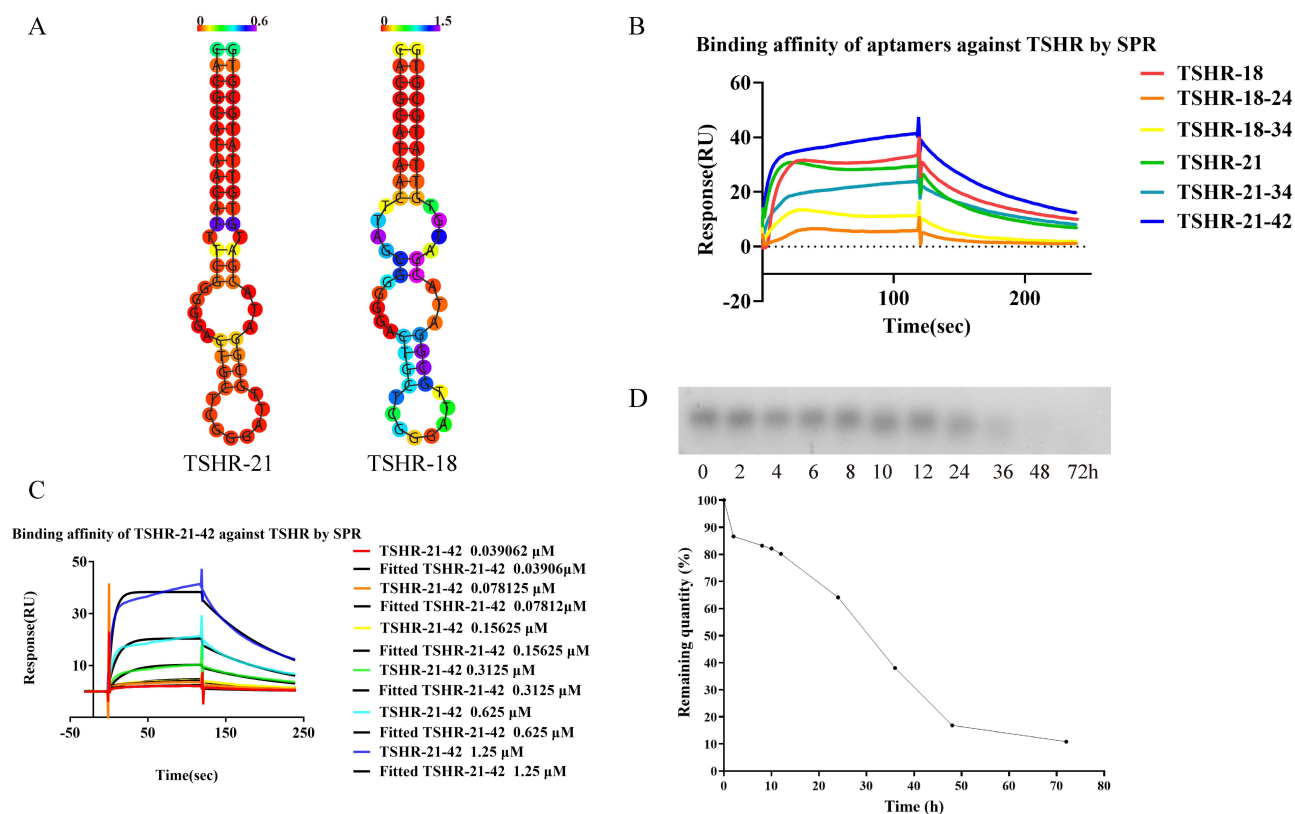 A
0 0.6
0 1.5
TSHR-21
TSHR-18
B
Binding affinity of aptamers against TSHR by SPR
Response(RU)
60
40
20
0
-20
100
200
Time(sec)
TSHR-18
TSHR-18-24
TSHR-18-34
TSHR-21
TSHR-21-34
TSHR-21-42
C
Binding affinity of TSHR-21-42 against TSHR by SPR
Response(RU)
50
30
10
-50
50
150
250
Time(sec)
TSHR-21-42 0.039062 μM
Fitted TSHR-21-42 0.03906μM
TSHR-21-42 0.078125 μM
Fitted TSHR-21-42 0.07812μM
TSHR-21-42 0.15625 μM
Fitted TSHR-21-42 0.15625 μM
TSHR-21-42 0.3125 μM
Fitted TSHR-21-42 0.3125 μM
TSHR-21-42 0.625 μM
Fitted TSHR-21-42 0.625 μM
TSHR-21-42 1.25 μM
Fitted TSHR-21-42 1.25 μM
D
0 2 4 6 8 10 12 24 36 48 72h
Remaining quantity (%)
100
90
80
70
60
50
40
30
20
10
0
0 10 20 30 40 50 60 70 80
Time (h)